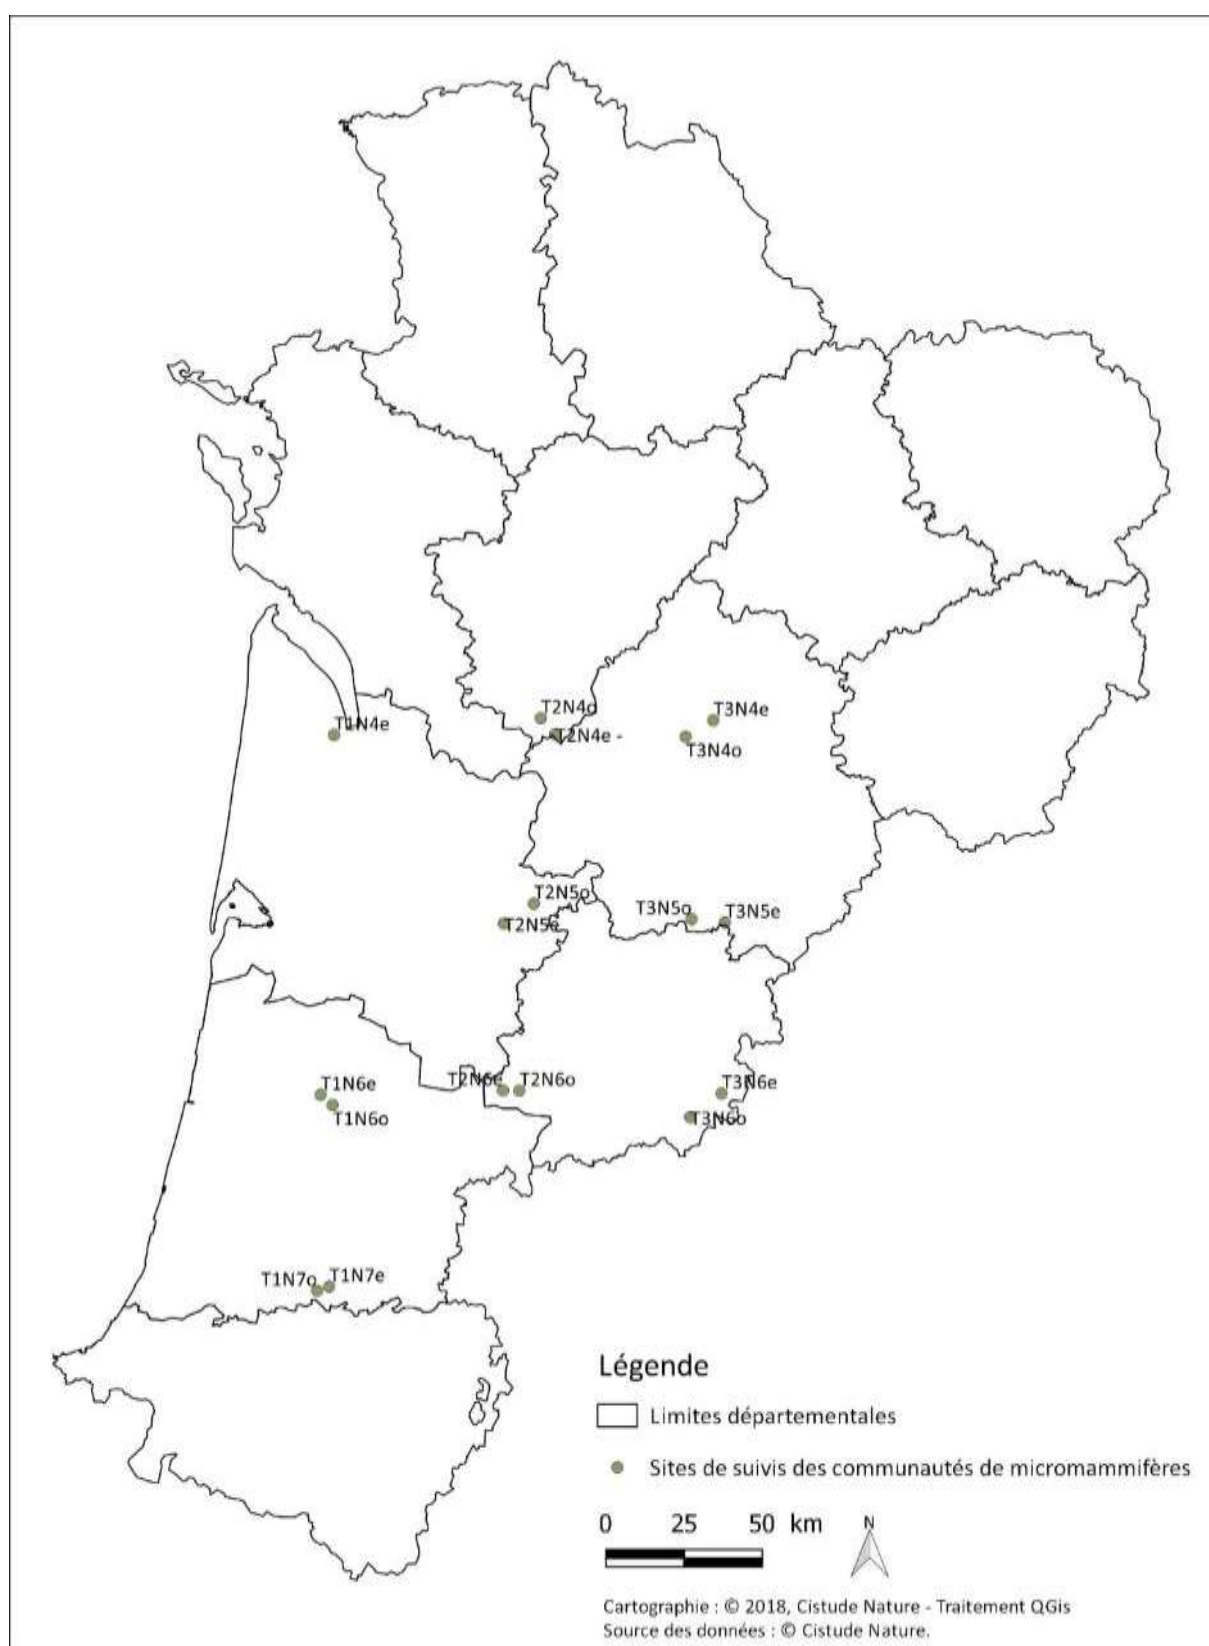 T2N4o
T3N4e
T1N4e
T2N4e -
T3N4o
T2N5o
T3N5o
T3N5e
T2N5e
T2N6e
T2N6o
T1N6e
T3N6e
T1N6o
T3N6o
T1N7o
T1N7e
Légende
Limites départementales
Sites de suivis des communautés de micromammifères
0 25 50 km
N
Cartographie : © 2018, Cistude Nature - Traitement QGis
Source des données : © Cistude Nature.